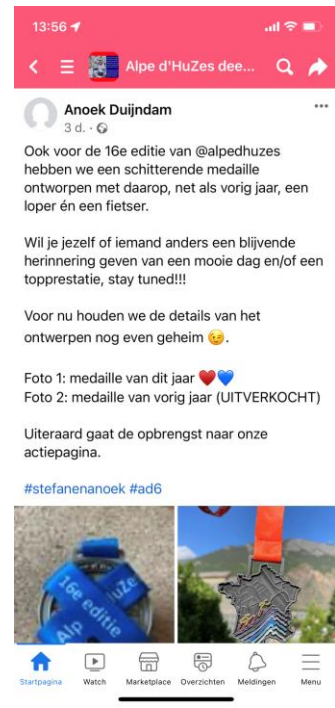 13:56
Alpe d'HuZes dee...
Anoek Duijndam
3 d.
Ook voor de 16e editie van @alpedhuzes
hebben we een schitterende medaille
ontworpen met daarop, net als vorig jaar, een
loper én een fietser.
Wil je jezelf of iemand anders een blijvende
herinnering geven van een mooie dag en/of een
topprestatie, stay tuned!!!
Voor nu houden we de details van het
ontwerpen nog even geheim 😉.
Foto 1: medaille van dit jaar ❤️💙
Foto 2: medaille van vorig jaar (UITVERKOCHT)
Uiteraard gaat de opbrengst naar onze
actiepagina.
#stefanenanoek #ad6
16e editie
Alp
HuZe
Startpagina
Watch
Marketplace
Overzichten
Meldingen
Menu